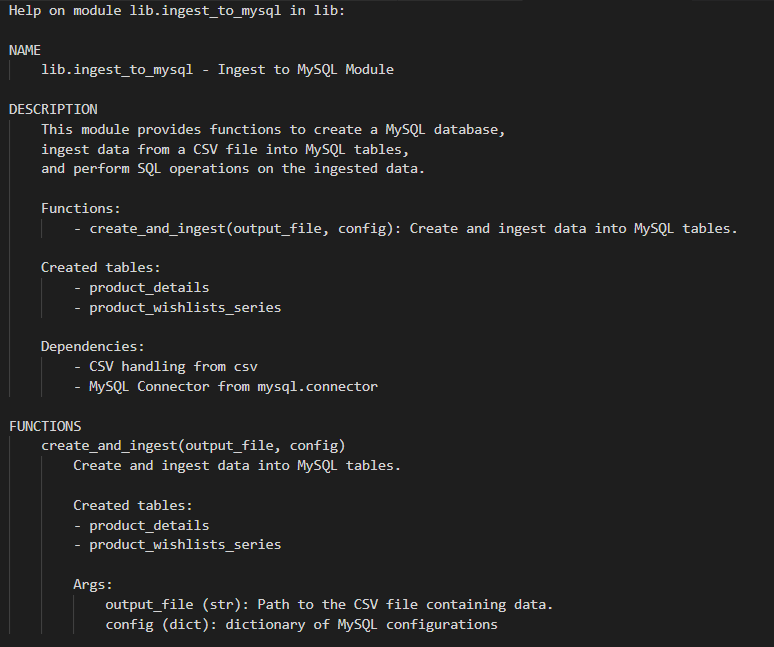 Help on module lib.ingest_to_mysql in lib:
NAME
lib.ingest_to_mysql - Ingest to MySQL Module
DESCRIPTION
This module provides functions to create a MySQL database,
ingest data from a CSV file into MySQL tables,
and perform SQL operations on the ingested data.
Functions:
- create_and_ingest(output_file, config): Create and ingest data into MySQL tables.
Created tables:
- product_details
- product_wishlists_series
Dependencies:
- CSV handling from csv
- MySQL Connector from mysql.connector
FUNCTIONS
create_and_ingest(output_file, config)
Create and ingest data into MySQL tables.
Created tables:
- product_details
- product_wishlists_series
Args:
output_file (str): Path to the CSV file containing data.
config (dict): dictionary of MySQL configurations